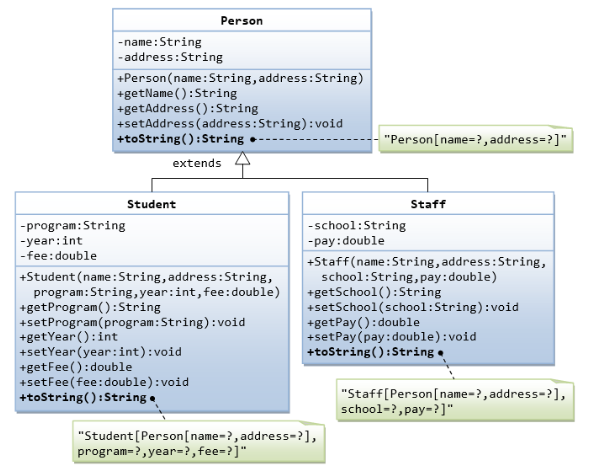 Person
-name:String
-address:String
+Person(name:String,address:String)
+getName():String
+getAddress():String
+setAddress(address:String):void
+toString():String
"Person[name=?,address=?]"
extends
Student
-program:String
-year:int
-fee:double
+Student(name:String,address:String,
program:String,year:int,fee:double)
+getProgram():String
+setProgram(program:String):void
+getYear():int
+setYear(year:int):void
+getFee():double
+setFee(fee:double):void
+toString():String
"Student[Person[name=?,address=?],
program=?,year=?,fee=?]"
Staff
-school:String
-pay:double
+Staff(name:String,address:String,
school:String,pay:double)
+getSchool():String
+setSchool(school:String):void
+getPay():double
+setPay(pay:double):void
+toString():String
"Staff[Person[name=?,address=?],
school=?,pay=?]"